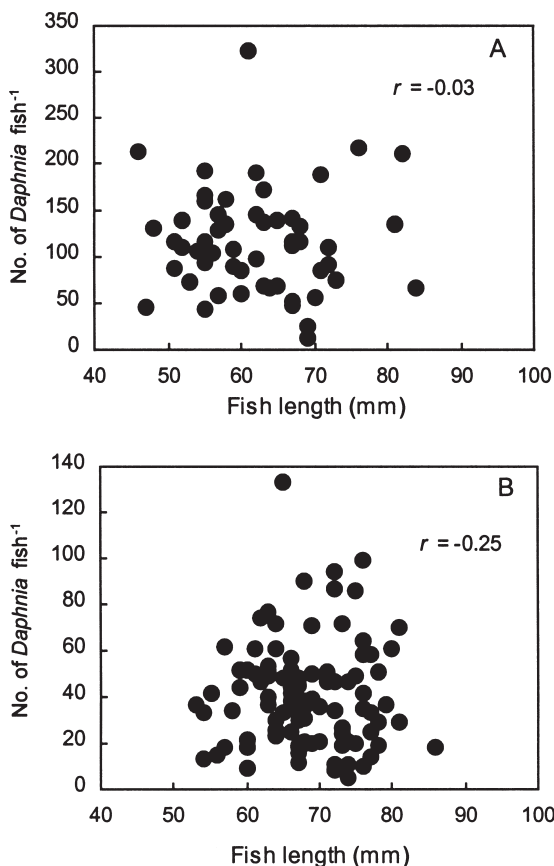 350
A
300
r = -0.03
250
200
150
100
50
0
No. of Daphnia fish-1
40 50 60 70 80 90 100
Fish length (mm)
140
B
120
r = -0.25
100
80
60
40
20
0
No. of Daphnia fish-1
40 50 60 70 80 90 100
Fish length (mm)